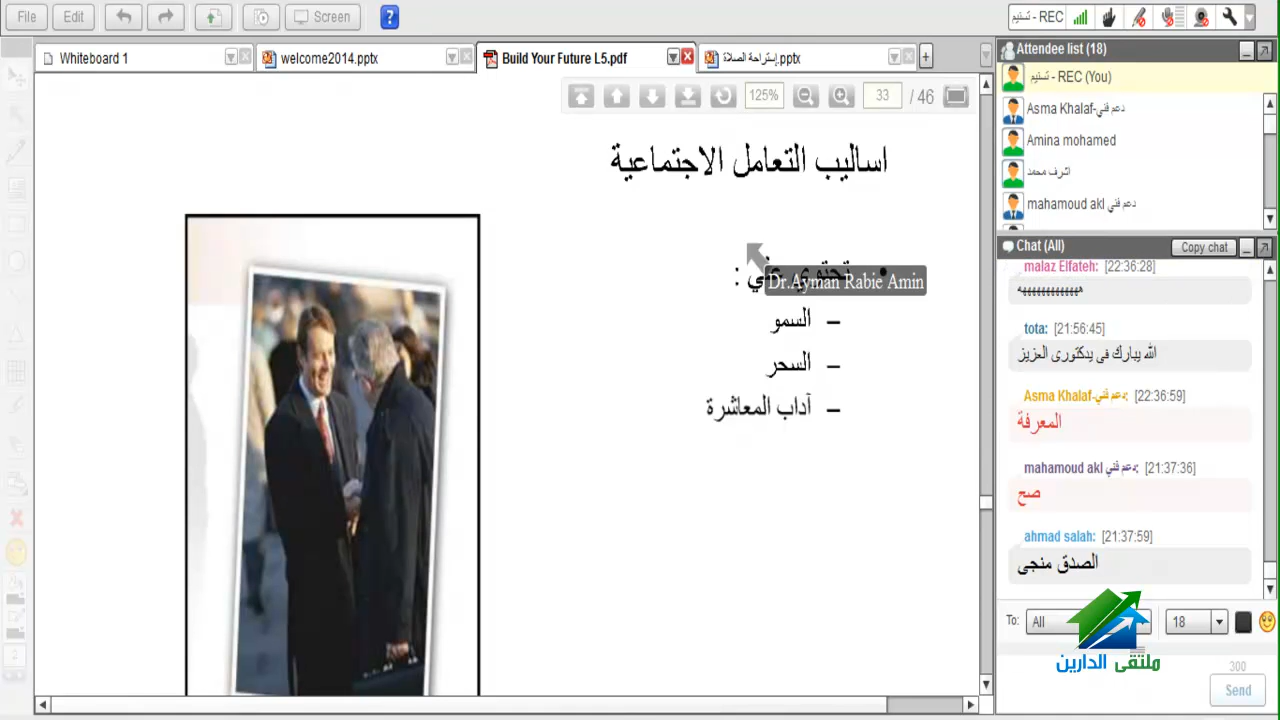 File
Edit
Screen
?
تسنيم - REC
Whiteboard 1
welcome2014.pptx
Build Your Future L5.pdf
إستراحة الصلاة.pptx
+
125%
33
/ 46
اساليب التعامل الاجتماعية
تحتوي علي :
Dr.Ayman Rabie Amin
– السمو
– السحر
– آداب المعاشرة
Attendee list (18)
تسنيم - REC (You)
Asma Khalaf-دعم فني
Amina mohamed
اشرف محمد
mahamoud akl دعم فني
Chat (All)
Copy chat
malaz Elfateh: [22:36:28]
tota: [21:56:45]
الله يبارك فى يدكتورى العزيز
Asma Khalaf-دعم فني: [22:36:59]
المعرفة
mahamoud akl دعم فني: [21:37:36]
صح
ahmad salah: [21:37:59]
الصدق منجى
To:
All
18
ملتقى الدارين
300
Send